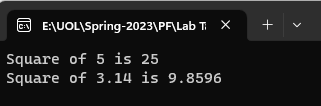 E:\UOL\Spring-2023\PF\Lab T
Square of 5 is 25
Square of 3.14 is 9.8596